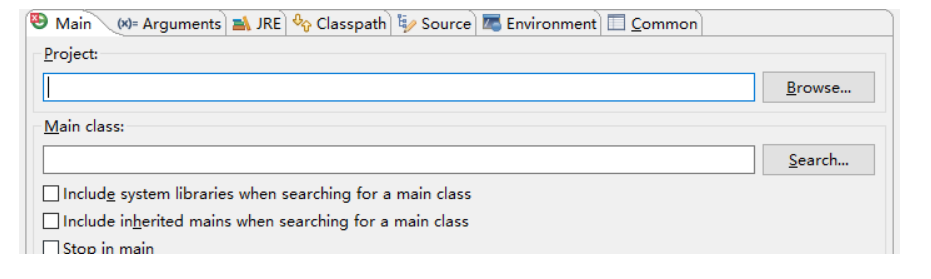 Main (x)= Arguments JRE Classpath Source Environment Common
Project:
Browse...
Main class:
Search...
Include system libraries when searching for a main class
Include inherited mains when searching for a main class
Stop in main